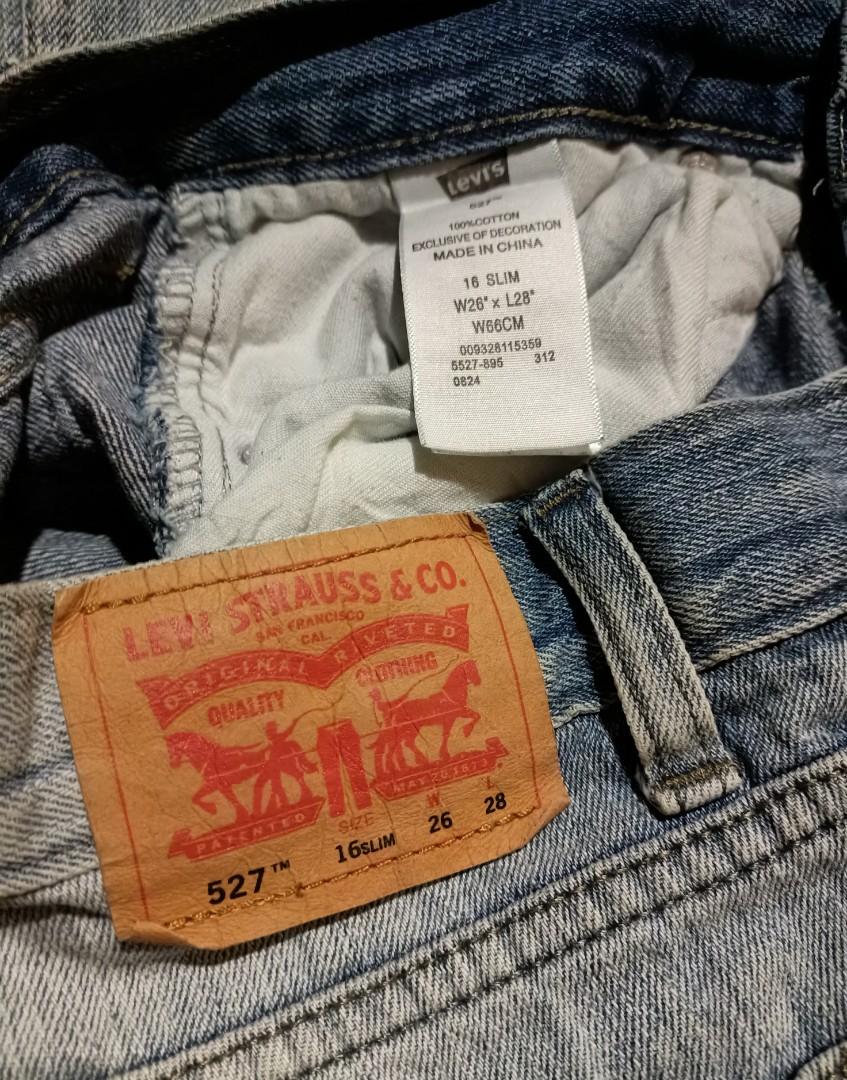 Levi's
527™
100%COTTON
EXCLUSIVE OF DECORATION
MADE IN CHINA
16 SLIM
W26" x L28"
W66CM
009328115359
5527-895 312
0824
LEVI STRAUSS & CO.
SAN FRANCISCO
CAL.
ORIGINAL RIVETED
QUALITY CLOTHING
MAY 20 1873
PATENTED
SIZE W L
527™ 16SLIM 26 28